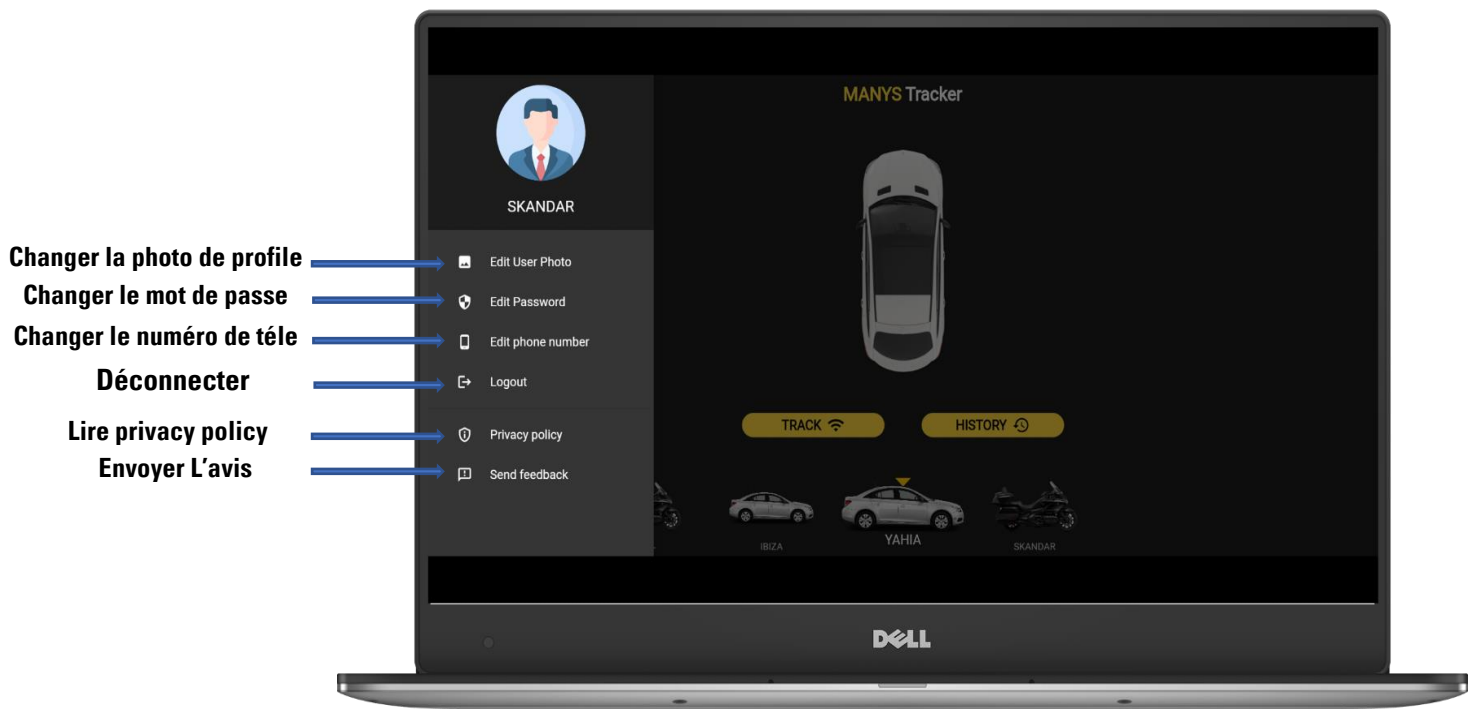 MANYS Tracker
SKANDAR
Changer la photo de profile
Edit User Photo
Changer le mot de passe
Edit Password
Changer le numéro de téle
Edit phone number
Déconnecter
Logout
Lire privacy policy
Privacy policy
Envoyer L’avis
Send feedback
TRACK
HISTORY
IBIZA
YAHIA
SKANDAR
DELL